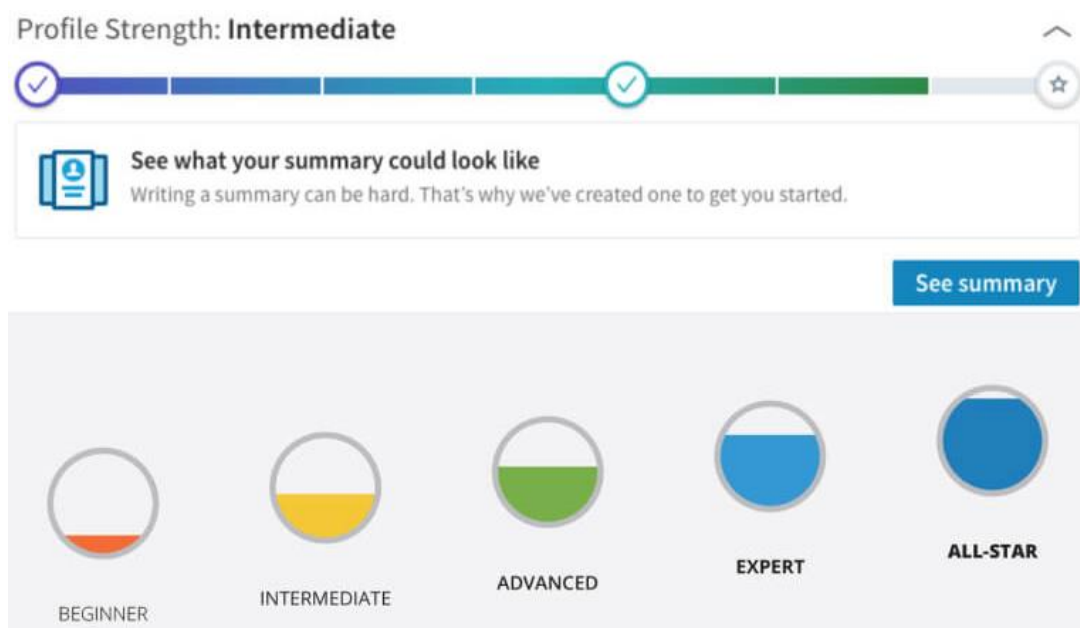 Profile Strength: Intermediate
See what your summary could look like
Writing a summary can be hard. That's why we've created one to get you started.
See summary
BEGINNER
INTERMEDIATE
ADVANCED
EXPERT
ALL-STAR